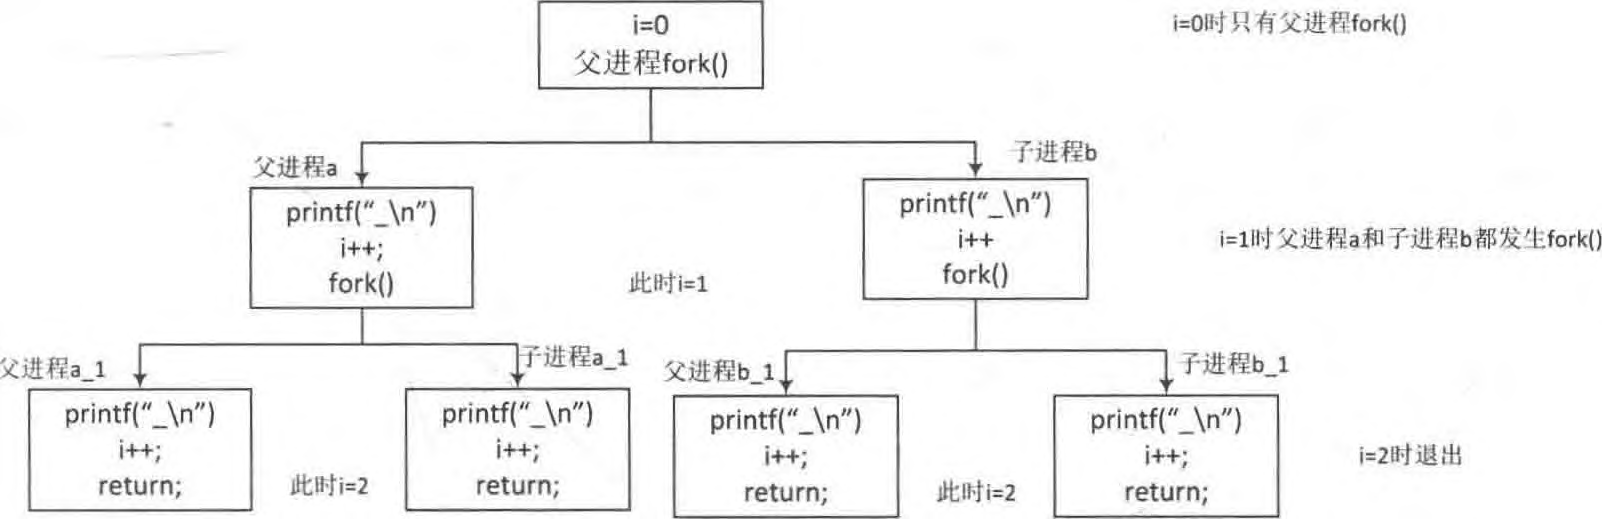 i=0
父进程fork()
i=0时只有父进程fork()
父进程a
子进程b
printf(“_\n”)
i++;
fork()
printf(“_\n”)
i++
fork()
此时i=1
i=1时父进程a和子进程b都发生fork()
父进程a_1
子进程a_1
父进程b_1
子进程b_1
printf(“_\n”)
i++;
return;
此时i=2
printf(“_\n”)
i++;
return;
printf(“_\n”)
i++;
return;
此时i=2
printf(“_\n”)
i++;
return;
i=2时退出